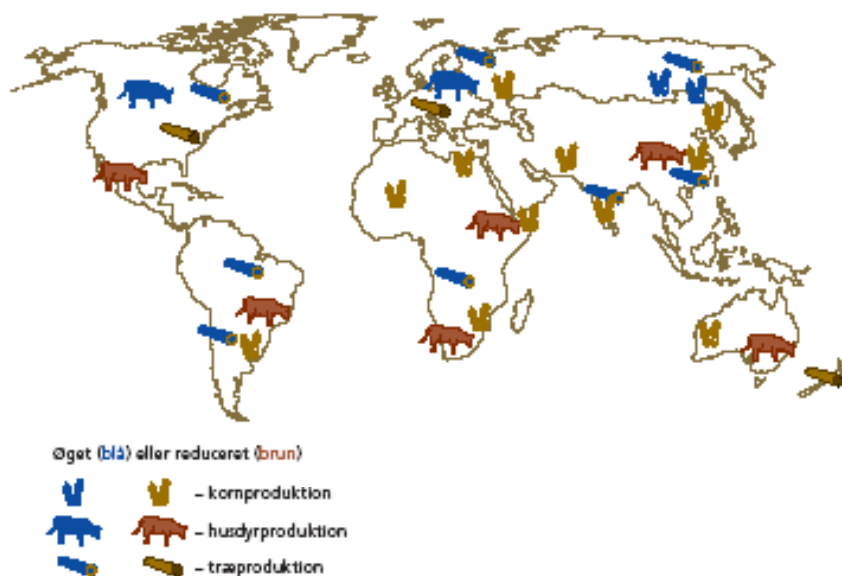 Øget (blå) eller reduceret (brun)
– kornproduktion
– husdyrproduktion
– træproduktion